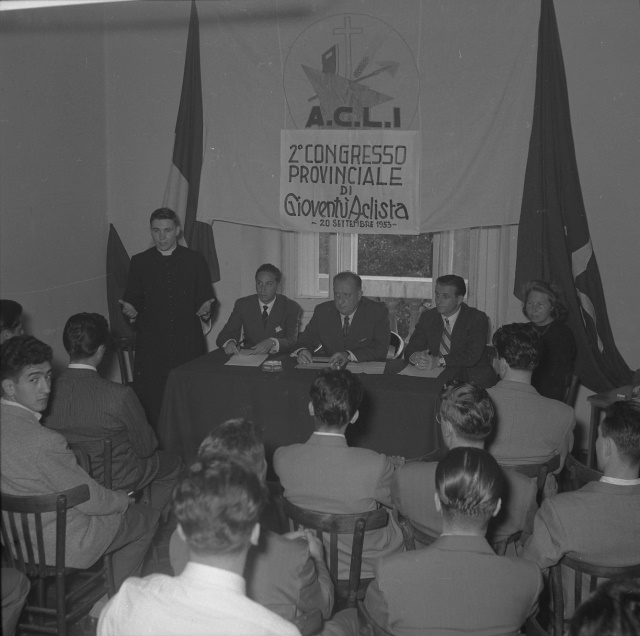 A.C.L.I
2° CONGRESSO
PROVINCIALE
DI
Gioventù Aclista
- 20 SETTEMBRE 1953 -